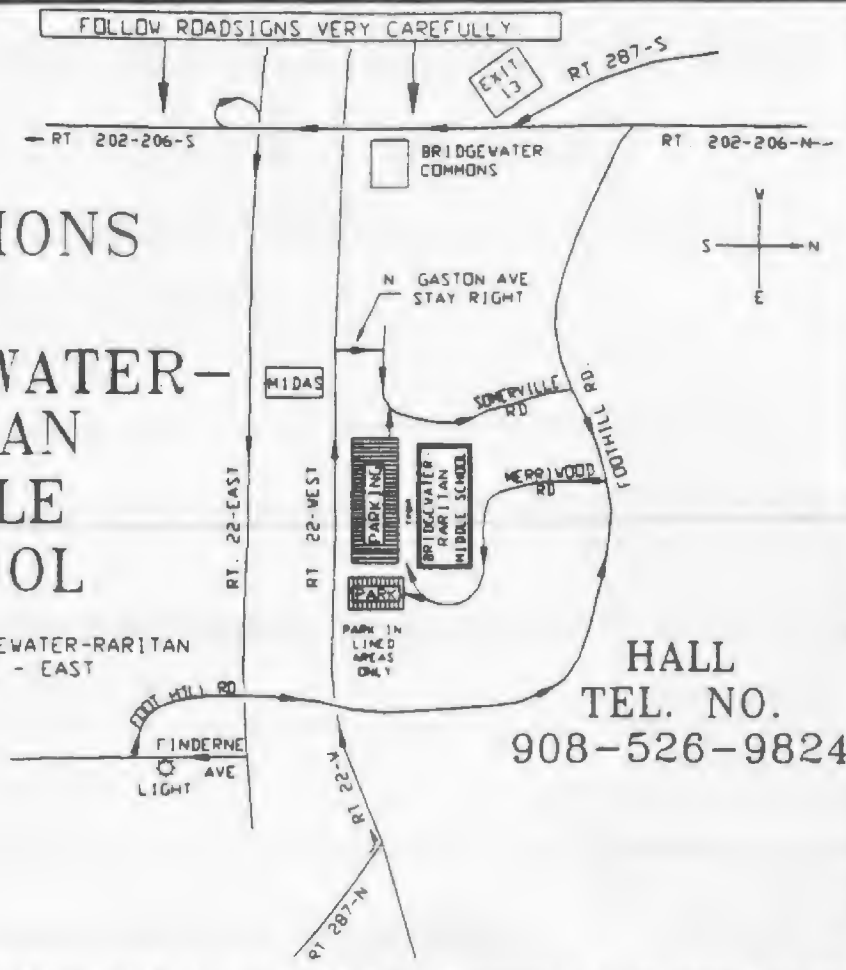 FOLLOW ROADSIGNS VERY CAREFULLY
EXIT
13
RT 287-S
RT 202-206-S
RT 202-206-N
BRIDGEWATER
COMMONS
IONS
W
S
N
E
N GASTON AVE
STAY RIGHT
WATER-
AN
LE
OL
MIDAS
SOMERVILLE
RD
FOOTHILL RD.
MERRIWOOD
RD
RT. 22-EAST
RT 22-WEST
PARKING
BRIDGEWATER-
RARITAN
MIDDLE SCHOOL
PARK
PARK IN
LINED
AREAS
ONLY
EWATER-RARITAN
- EAST
FOOT HILL RD
FINDERNE
AVE
LIGHT
RT 22-W
RT 287-N
HALL
TEL. NO.
908-526-9824